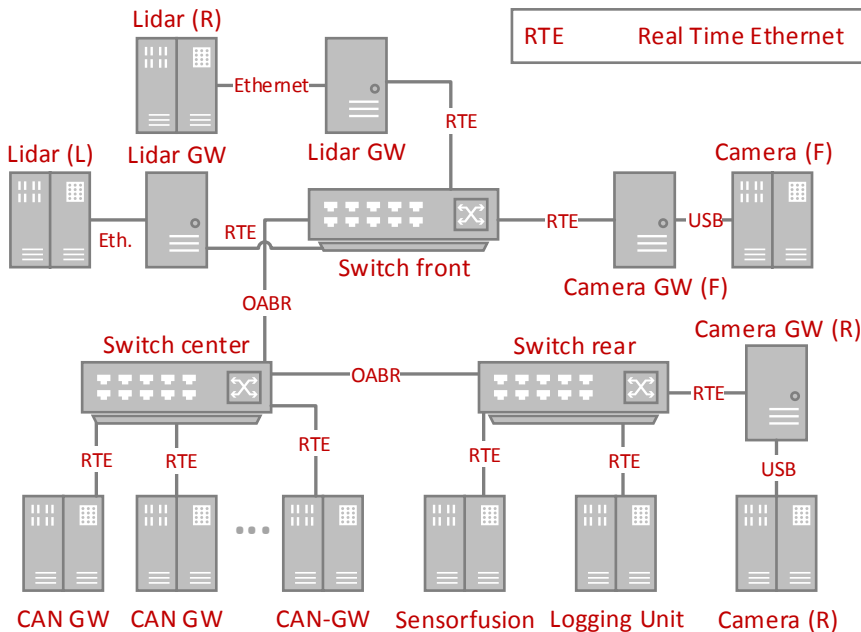 Lidar (R)
RTE Real Time Ethernet
Ethernet
RTE
Lidar (L)
Lidar GW
Lidar GW
Camera (F)
Eth.
RTE
RTE
USB
Switch front
Camera GW (F)
OABR
Camera GW (R)
Switch center
Switch rear
OABR
RTE
RTE
RTE
RTE
RTE
RTE
USB
CAN GW
CAN GW
CAN-GW
Sensorfusion
Logging Unit
Camera (R)